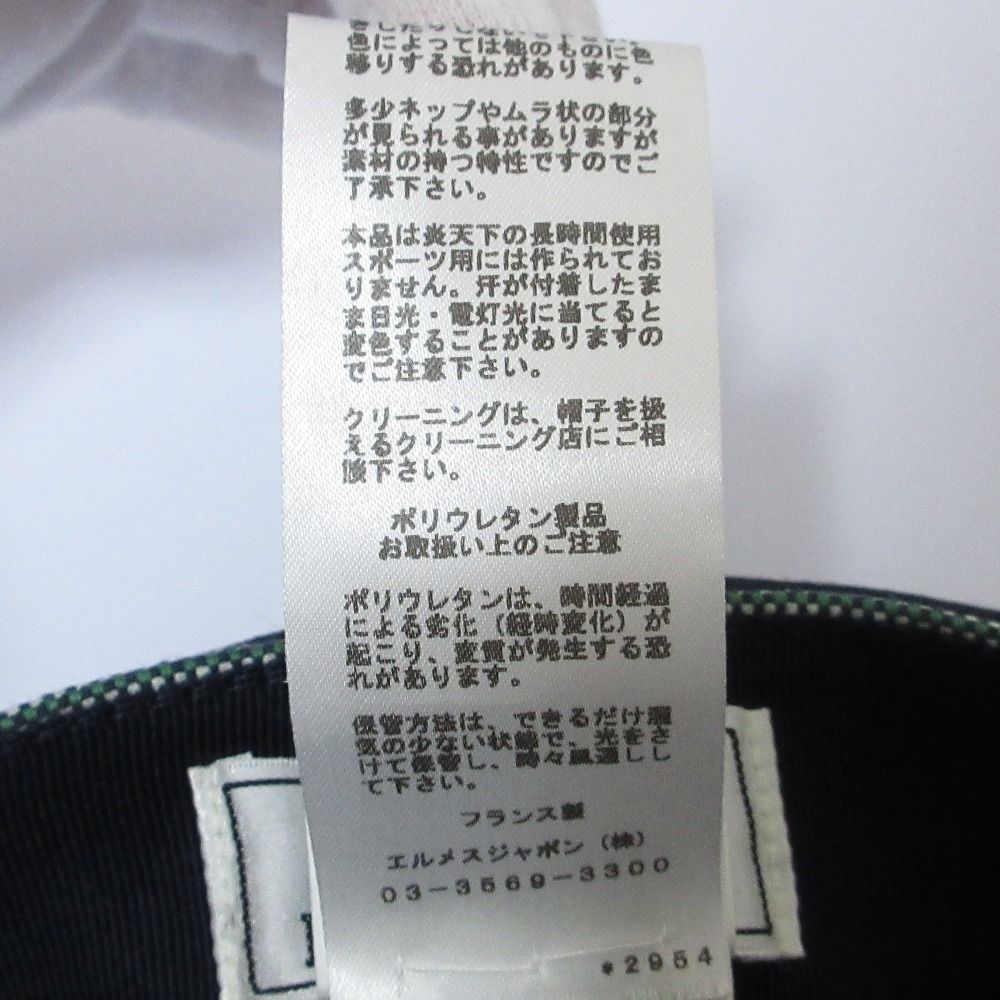 色によっては他のものに色
移りする恐れがあります。
多少ネップやムラ状の部分
が見られる事がありますが
素材の持つ特性ですのでご
了承下さい。
本品は炎天下の長時間使用
スポーツ用には作られてお
りません。汗が付着したま
ま日光・電灯光に当てると
変色することがありますの
でご注意下さい。
クリーニングは、帽子を扱
えるクリーニング店にご相
談下さい。
ポリウレタン製品
お取扱い上のご注意
ポリウレタンは、時間経過
による劣化(経時変化)が
起こり、変質が発生する恐
れがあります。
保管方法は、できるだけ湿
気の少ない状態で、光をさ
けて保管し、時々風通しし
て下さい。
フランス製
エルメスジャポン(株)
03-3569-3300
*2954